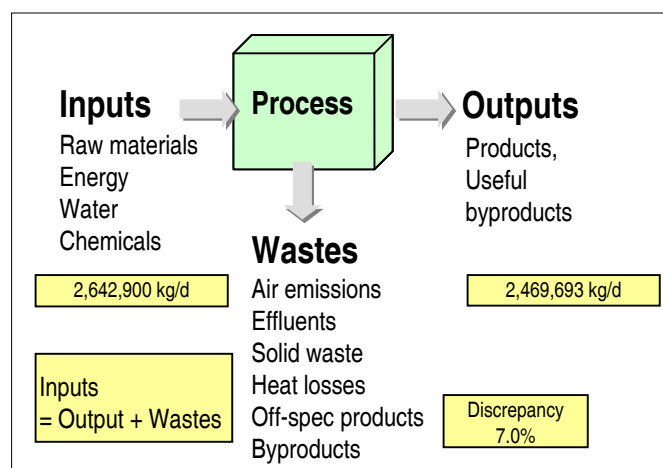 Inputs
Raw materials
Energy
Water
Chemicals
2,642,900 kg/d
Inputs
= Output + Wastes
Process
Wastes
Air emissions
Effluents
Solid waste
Heat losses
Off-spec products
Byproducts
Outputs
Products,
Useful
byproducts
2,469,693 kg/d
Discrepancy
7.0%